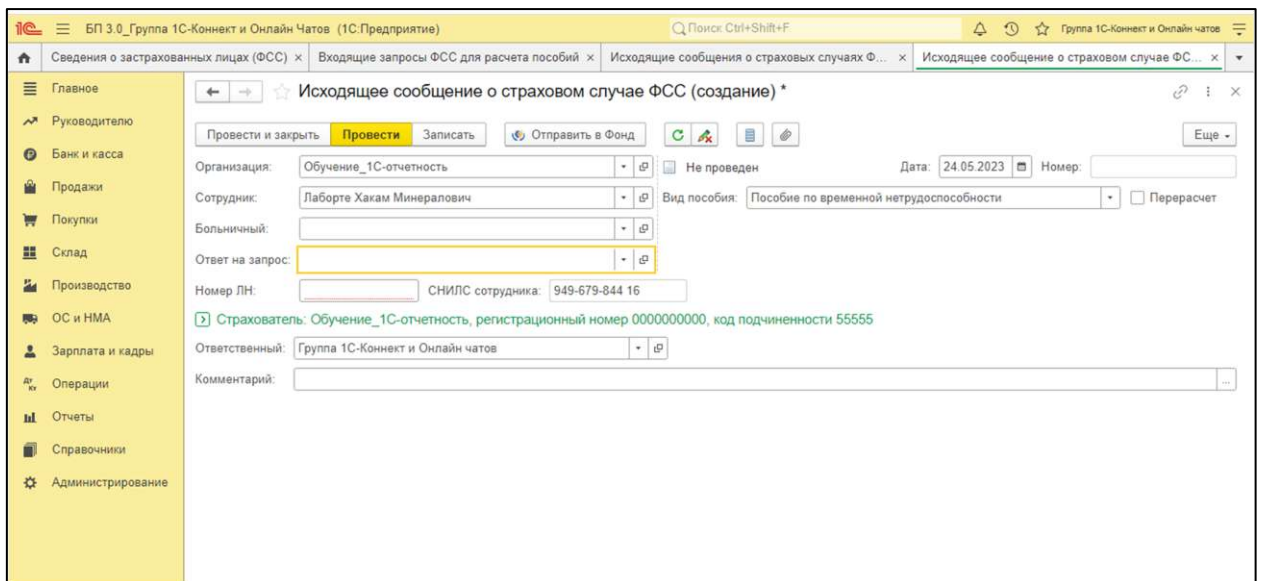 1С БП 3.0_Группа 1С-Коннект и Онлайн Чатов (1С:Предприятие) Поиск Ctrl+Shift+F Группа 1С-Коннект и Онлайн чатов
Сведения о застрахованных лицах (ФСС) × Входящие запросы ФСС для расчета пособий × Исходящие сообщения о страховых случаях Ф... × Исходящее сообщение о страховом случае ФС... ×
Главное
Руководителю
Банк и касса
Продажи
Покупки
Склад
Производство
ОС и НМА
Зарплата и кадры
Операции
Отчеты
Справочники
Администрирование
Исходящее сообщение о страховом случае ФСС (создание) *
Провести и закрыть Провести Записать Отправить в Фонд Еще
Организация: Обучение_1С-отчетность Не проведен Дата: 24.05.2023 Номер:
Сотрудник: Лаборте Хакам Минералович Вид пособия: Пособие по временной нетрудоспособности Перерасчет
Больничный:
Ответ на запрос:
Номер ЛН: СНИЛС сотрудника: 949-679-844 16
Страхователь: Обучение_1С-отчетность, регистрационный номер 0000000000, код подчиненности 55555
Ответственный: Группа 1С-Коннект и Онлайн чатов
Комментарий: ...